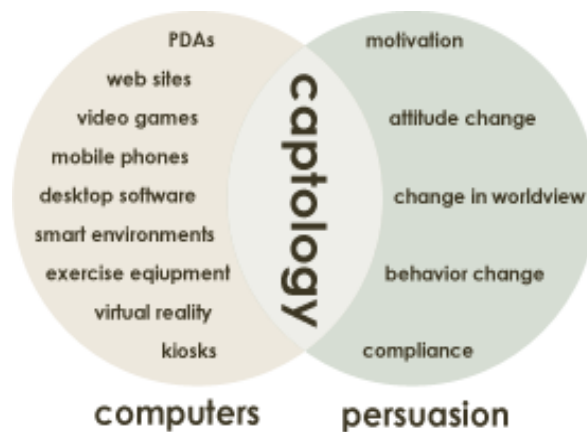 PDAs
web sites
video games
mobile phones
desktop software
smart environments
exercise eqiupment
virtual reality
kiosks
captology
motivation
attitude change
change in worldview
behavior change
compliance
computers
persuasion